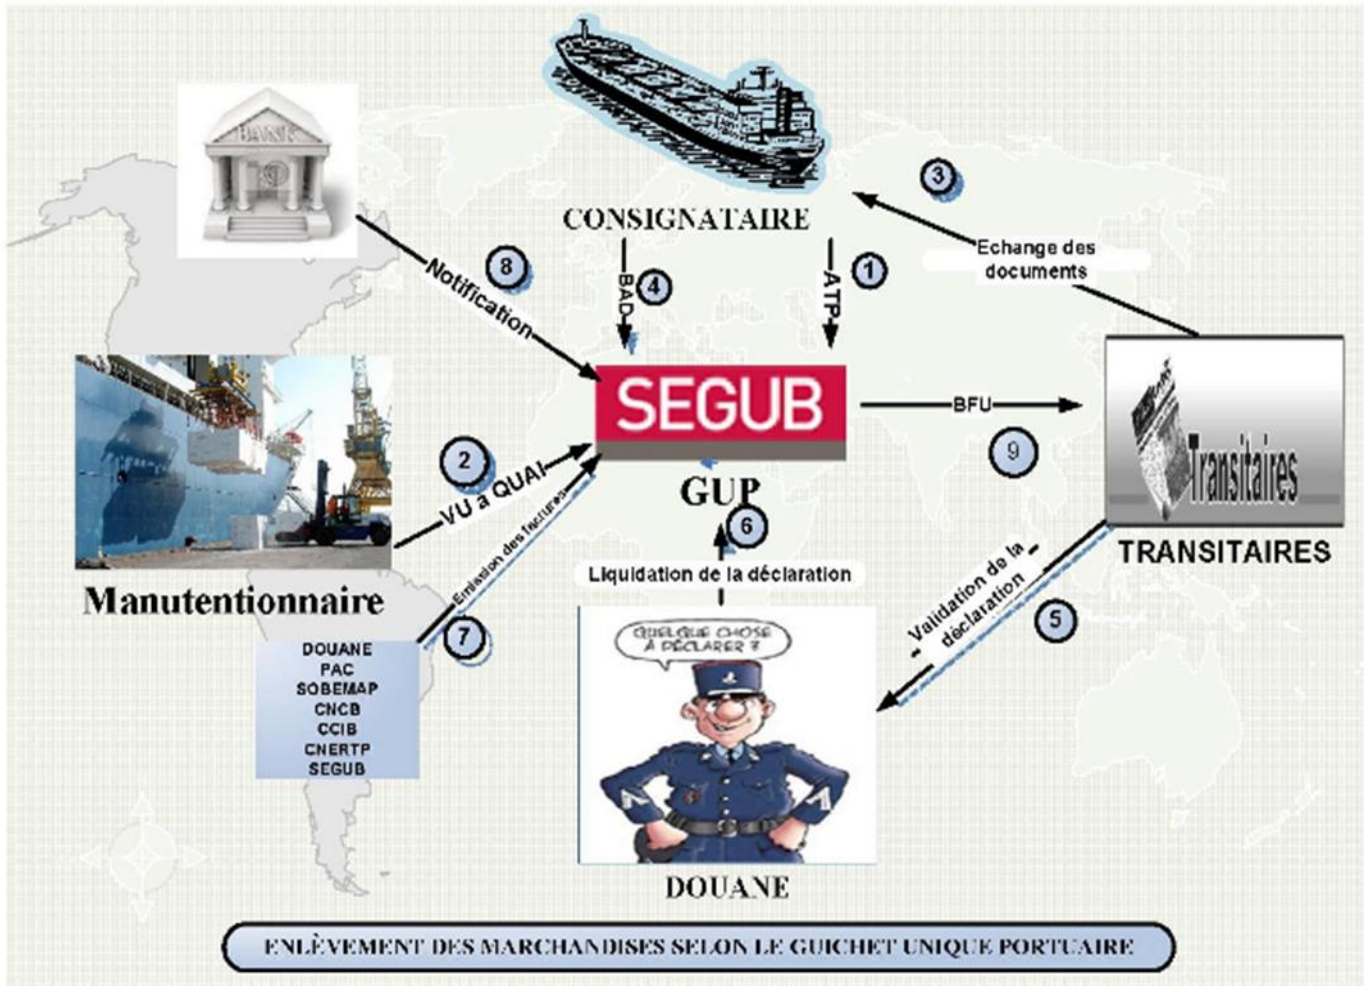 BANK
CONSIGNATAIRE
3
Echange des
documents
8
Notification
4
BAD
1
ATP
SEGUB
GUP
BFU
9
2
VU à QUAI
Emission des factures
7
6
Liquidation de la déclaration
Transitaires
TRANSITAIRES
Validation de la
déclaration
5
Manutentionnaire
DOUANE
PAC
SOBEMAP
CNCB
CCIB
CNERTP
SEGUB
QUELQUE CHOSE
À DÉCLARER ?
DOUANE
ENLÈVEMENT DES MARCHANDISES SELON LE GUICHET UNIQUE PORTUAIRE